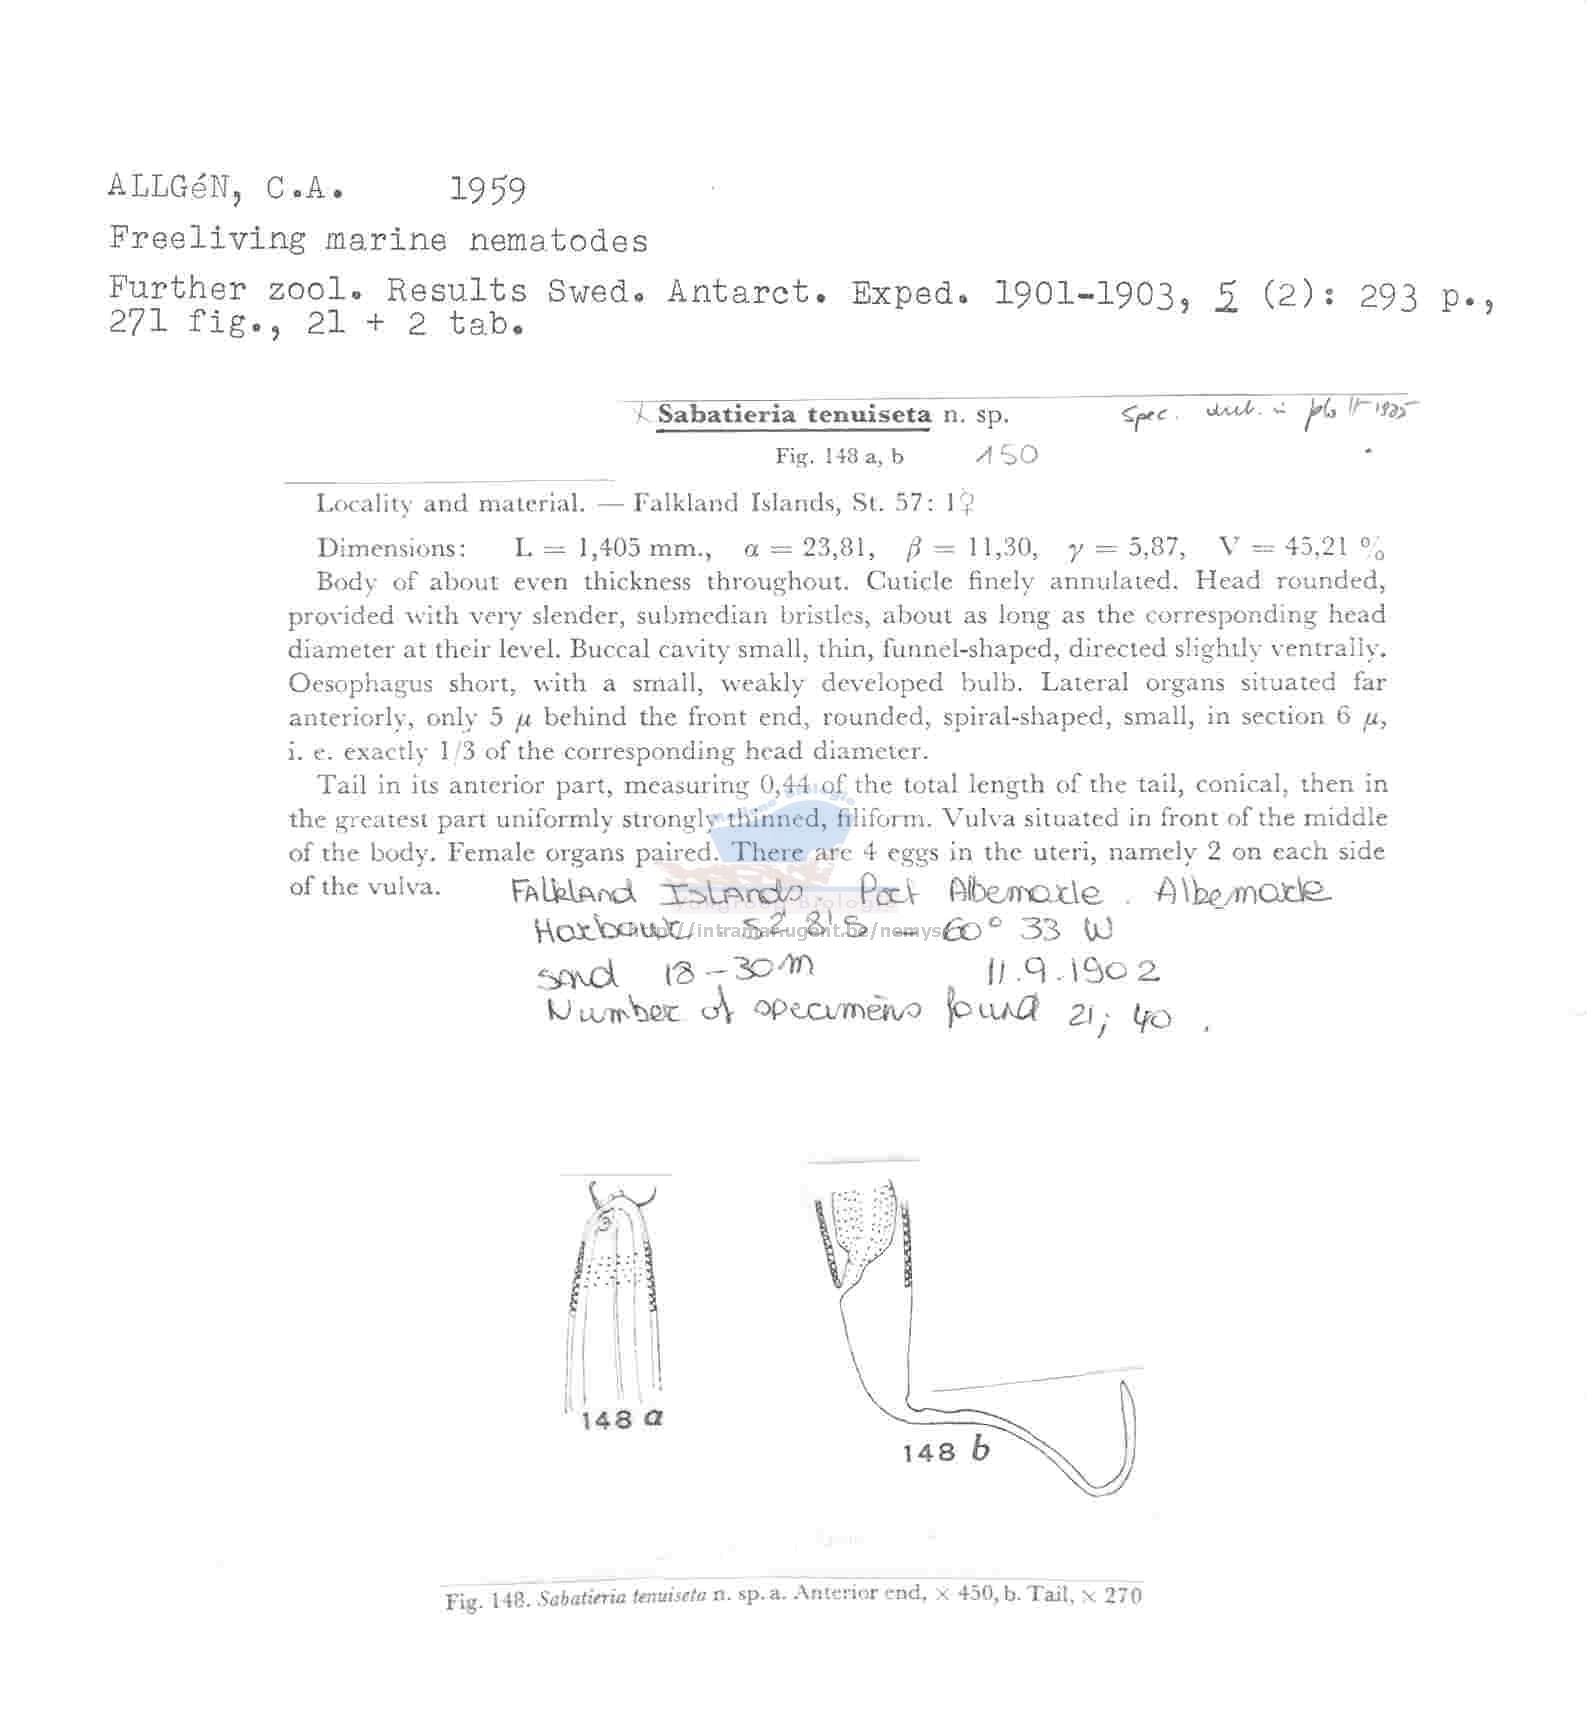 ALLGéN, C.A. 1959
Freeliving marine nematodes
Further zool. Results Swed. Antarct. Exped. 1901-1903, 5 (2): 293 p.,
271 fig., 21 + 2 tab.
Sabatieria tenuiseta n. sp. Spec. 1985
Fig. 148 a, b 150
Locality and material. — Falkland Islands, St. 57: 1♀
Dimensions: L = 1,405 mm., α = 23,81, β = 11,30, γ = 5,87, V = 45,21 %
Body of about even thickness throughout. Cuticle finely annulated. Head rounded,
provided with very slender, submedian bristles, about as long as the corresponding head
diameter at their level. Buccal cavity small, thin, funnel-shaped, directed slightly ventrally.
Oesophagus short, with a small, weakly developed bulb. Lateral organs situated far
anteriorly, only 5 μ behind the front end, rounded, spiral-shaped, small, in section 6 μ,
i. e. exactly 1/3 of the corresponding head diameter.
Tail in its anterior part, measuring 0,44 of the total length of the tail, conical, then in
the greatest part uniformly strongly thinned, filiform. Vulva situated in front of the middle
of the body. Female organs paired. There are 4 eggs in the uteri, namely 2 on each side
of the vulva. Falkland Islands. Port Albemarle. Albemarle
Harbour 52° 8'S — 60° 33 W
sand 18-30m 11.9.1902
Number of specimens found 21; 40.
Mariene Biologie
Vakgroep Biologie
http://intramar.ugent.be/nemys
148 a
148 b
Fig. 148. Sabatieria tenuiseta n. sp. a. Anterior end, × 450, b. Tail, × 270